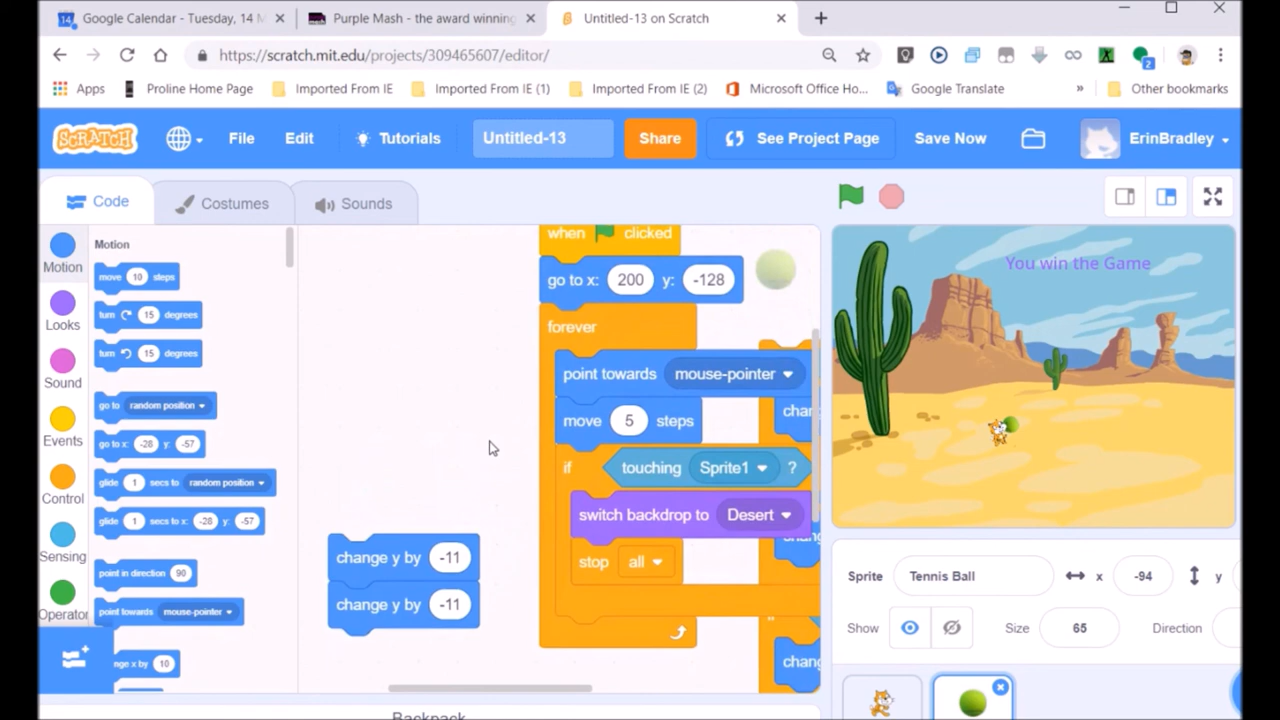 Google Calendar - Tuesday, 14 M
Purple Mash - the award winning
Untitled-13 on Scratch
https://scratch.mit.edu/projects/309465607/editor/
2
Apps
Proline Home Page
Imported From IE
Imported From IE (1)
Imported From IE (2)
Microsoft Office Ho...
Google Translate
»
Other bookmarks
SCRATCH
File
Edit
Tutorials
Untitled-13
Share
See Project Page
Save Now
ErinBradley
Code
Costumes
Sounds
Motion
Looks
Sound
Events
Control
Sensing
Operator
Motion
move 10 steps
turn 15 degrees
turn 15 degrees
go to random position
go to x: -28 y: -57
glide 1 secs to random position
glide 1 secs to x: -28 y: -57
point in direction 90
point towards mouse-pointer
nge x by 10
change y by -11
change y by -11
when clicked
go to x: 200 y: -128
forever
point towards mouse-pointer
move 5 steps
if touching Sprite1 ?
switch backdrop to Desert
stop all
chan
chang
chang
You win the Game
Sprite
Tennis Ball
x
-94
y
Show
Size
65
Direction
Backpack